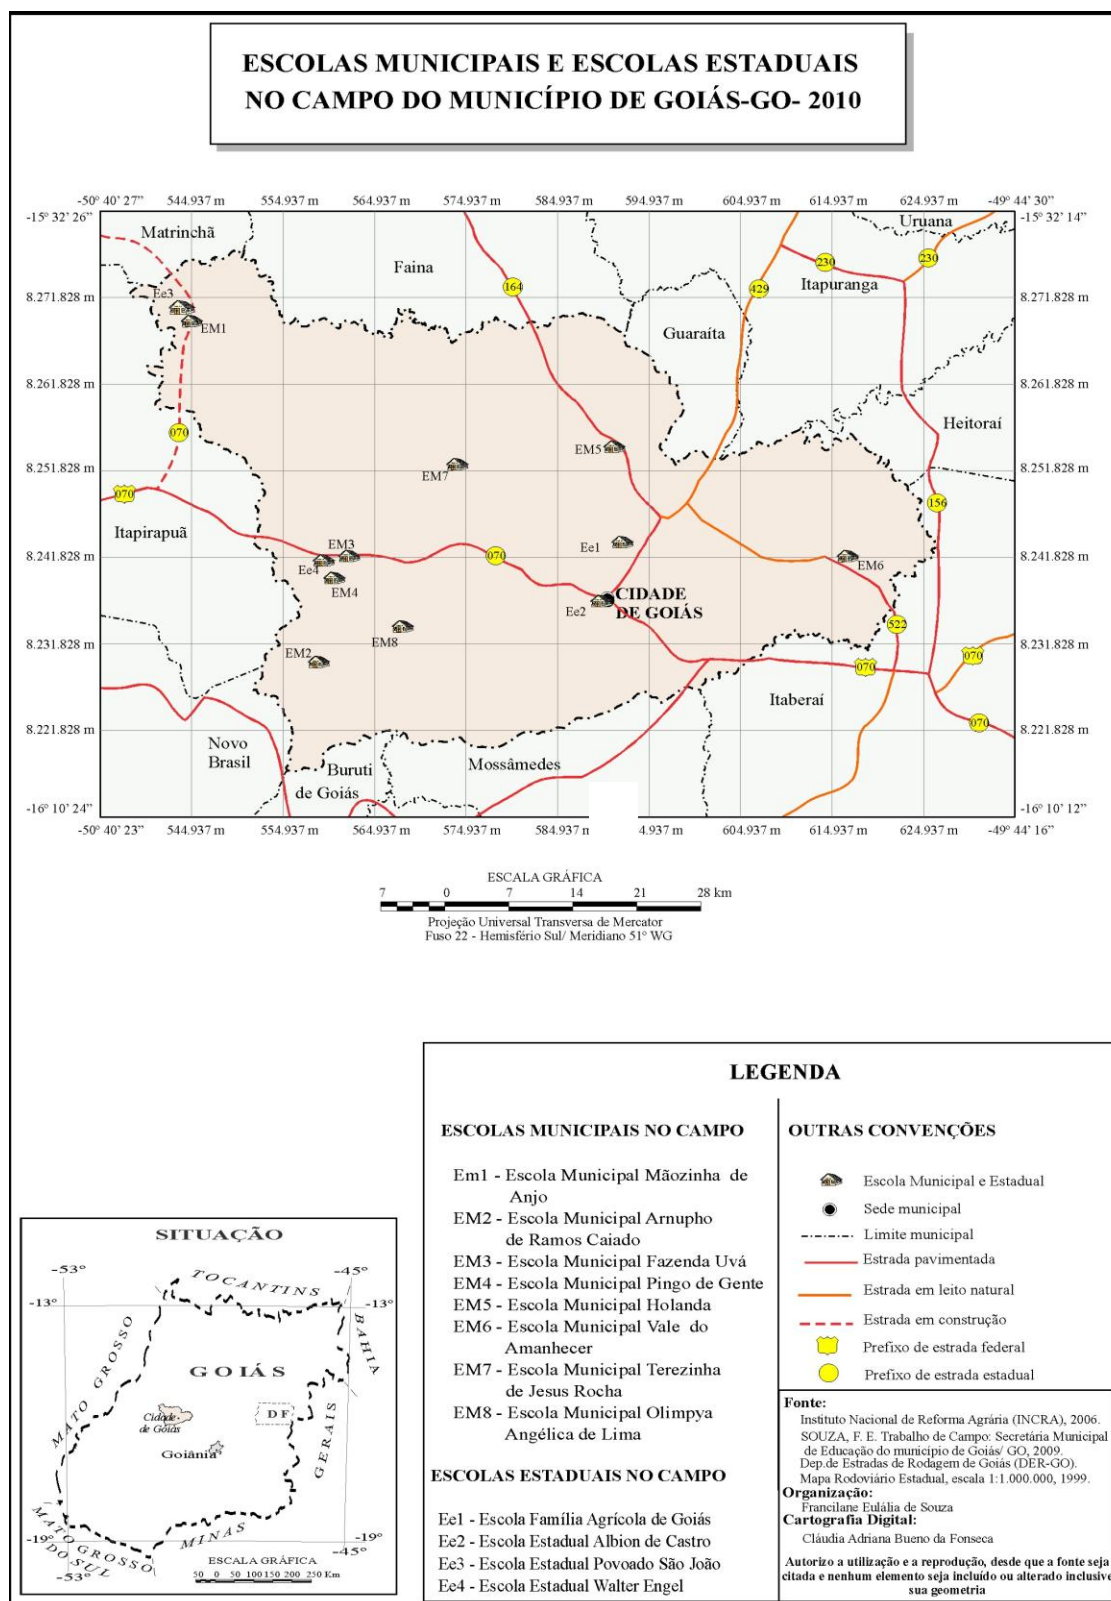 ESCOLAS MUNICIPAIS E ESCOLAS ESTADUAIS
NO CAMPO DO MUNICÍPIO DE GOIÁS-GO- 2010
-50º 40' 27”
544.937 m
554.937 m
564.937 m
574.937 m
584.937 m
594.937 m
604.937 m
614.937 m
624.937 m
-49º 44' 30”
-15º 32' 26”
-15º 32' 14”
Matrinchã
Faina
Uruana
230
230
Itapuranga
164
429
Ee3
8.271.828 m
8.271.828 m
EM1
Guaraíta
8.261.828 m
8.261.828 m
Heitoraí
070
EM5
EM7
8.251.828 m
8.251.828 m
070
156
Itapirapuã
EM3
Ee1
8.241.828 m
8.241.828 m
Ee4
070
EM6
EM4
CIDADE
DE GOIÁS
Ee2
522
EM8
8.231.828 m
8.231.828 m
EM2
070
070
Itaberaí
8.221.828 m
8.221.828 m
070
Novo
Brasil
Buruti
de Goiás
Mossâmedes
-16º 10' 24”
-16º 10' 12”
-50º 40' 23”
544.937 m
554.937 m
564.937 m
574.937 m
584.937 m
4.937 m
604.937 m
614.937 m
624.937 m
-49º 44' 16”
ESCALA GRÁFICA
7 0 7 14 21 28 km
Projeção Universal Transversa de Mercator
Fuso 22 - Hemisfério Sul/ Meridiano 51º WG
LEGENDA
ESCOLAS MUNICIPAIS NO CAMPO
Em1 - Escola Municipal Mãozinha de
Anjo
EM2 - Escola Municipal Arnupho
de Ramos Caiado
EM3 - Escola Municipal Fazenda Uvá
EM4 - Escola Municipal Pingo de Gente
EM5 - Escola Municipal Holanda
EM6 - Escola Municipal Vale do
Amanhecer
EM7 - Escola Municipal Terezinha
de Jesus Rocha
EM8 - Escola Municipal Olimpya
Angélica de Lima
ESCOLAS ESTADUAIS NO CAMPO
Ee1 - Escola Família Agrícola de Goiás
Ee2 - Escola Estadual Albion de Castro
Ee3 - Escola Estadual Povoado São João
Ee4 - Escola Estadual Walter Engel
OUTRAS CONVENÇÕES
Escola Municipal e Estadual
Sede municipal
Limite municipal
Estrada pavimentada
Estrada em leito natural
Estrada em construção
Prefixo de estrada federal
Prefixo de estrada estadual
Fonte:
Instituto Nacional de Reforma Agrária (INCRA), 2006.
SOUZA, F. E. Trabalho de Campo: Secretária Municipal
de Educação do município de Goiás/ GO, 2009.
Dep.de Estradas de Rodagem de Goiás (DER-GO).
Mapa Rodoviário Estadual, escala 1:1.000.000, 1999.
Organização:
Francilane Eulália de Souza
Cartografia Digital:
Cláudia Adriana Bueno da Fonseca
Autorizo a utilização e a reprodução, desde que a fonte seja
citada e nenhum elemento seja incluído ou alterado inclusive
sua geometria
SITUAÇÃO
-53º
-45º
TOCANTINS
-13º
-13º
MATO GROSSO
BAHIA
GOIÁS
Cidade
de Goiás
DF
Goiânia
GERAIS
MINAS
-19º
-19º
MATO GROSSO
DO SUL
-53º
-45º
ESCALA GRÁFICA
50 0 50 100 150 200 250 Km